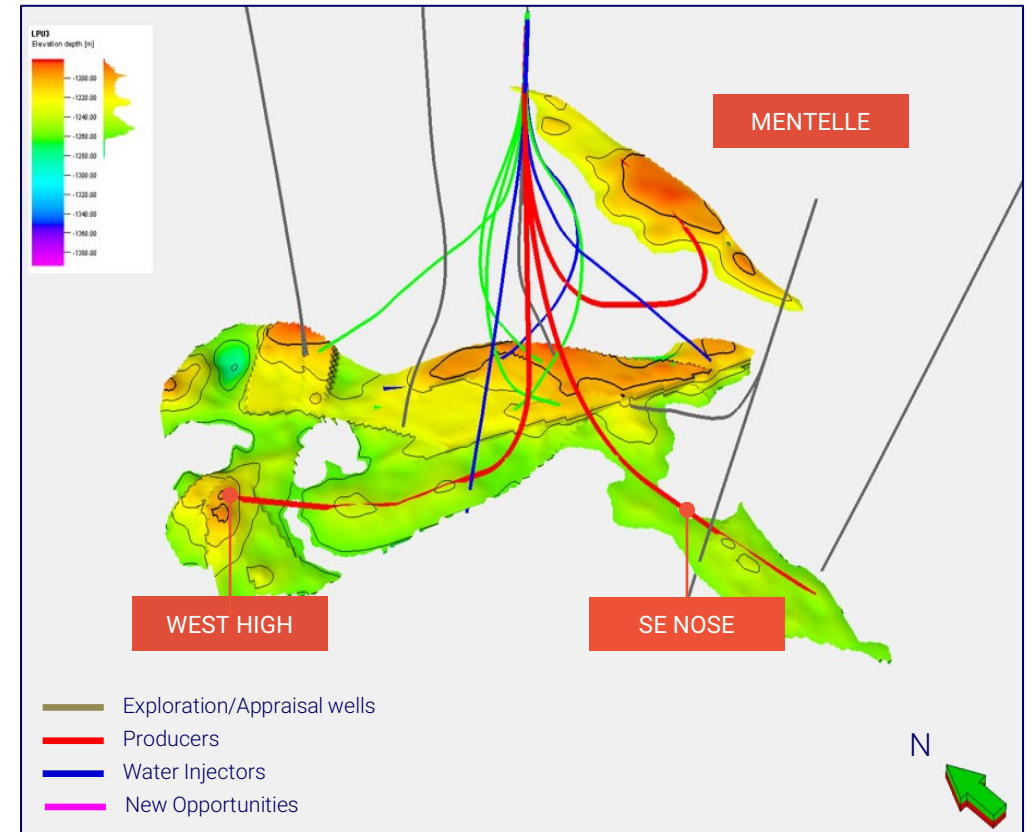 LPU3
Elevation depth [m]
-1200.00
-1220.00
-1240.00
-1260.00
-1280.00
-1300.00
-1320.00
-1340.00
-1360.00
-1380.00
MENTELLE
WEST HIGH
SE NOSE
Exploration/Appraisal wells
Producers
Water Injectors
New Opportunities
N